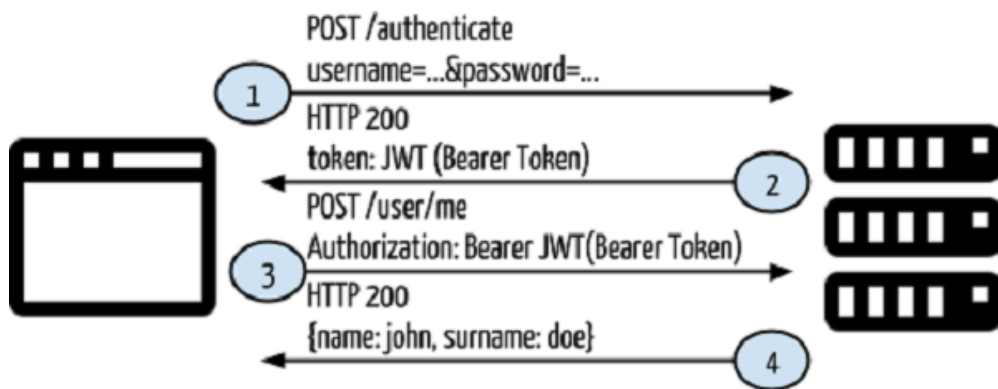 POST /authenticate
username=...&password=...
1
HTTP 200
token: JWT (Bearer Token)
2
POST /user/me
Authorization: Bearer JWT(Bearer Token)
3
HTTP 200
{name: john, surname: doe}
4